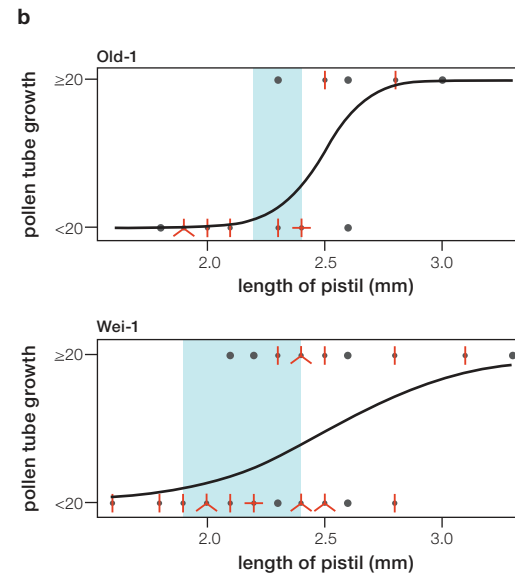 b
Old-1
≥20
pollen tube growth
<20
2.0 2.5 3.0
length of pistil (mm)
Wei-1
≥20
pollen tube growth
<20
2.0 2.5 3.0
length of pistil (mm)